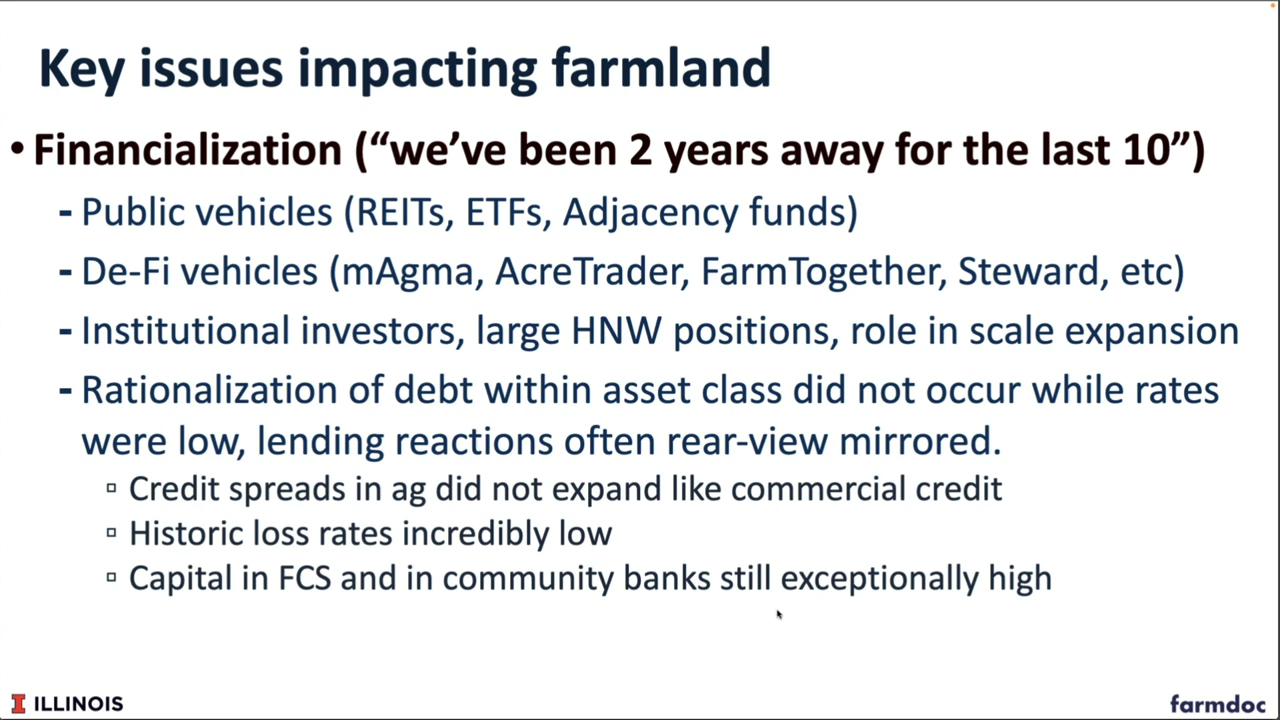 Key issues impacting farmland
• Financialization (“we’ve been 2 years away for the last 10”)
- Public vehicles (REITs, ETFs, Adjacency funds)
- De-Fi vehicles (mAgma, AcreTrader, FarmTogether, Steward, etc)
- Institutional investors, large HNW positions, role in scale expansion
- Rationalization of debt within asset class did not occur while rates
were low, lending reactions often rear-view mirrored.
▫ Credit spreads in ag did not expand like commercial credit
▫ Historic loss rates incredibly low
▫ Capital in FCS and in community banks still exceptionally high
I ILLINOIS
farmdoc